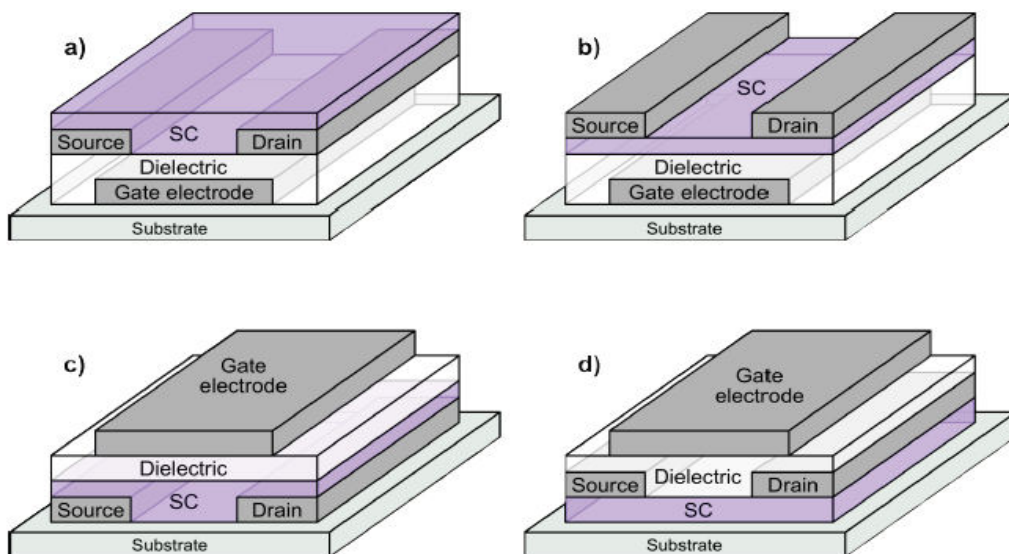 a)
SC
Source
Drain
Dielectric
Gate electrode
Substrate
b)
SC
Source
Drain
Dielectric
Gate electrode
Substrate
c)
Gate
electrode
Dielectric
Source
SC
Drain
Substrate
d)
Gate
electrode
Source
Dielectric
Drain
SC
Substrate